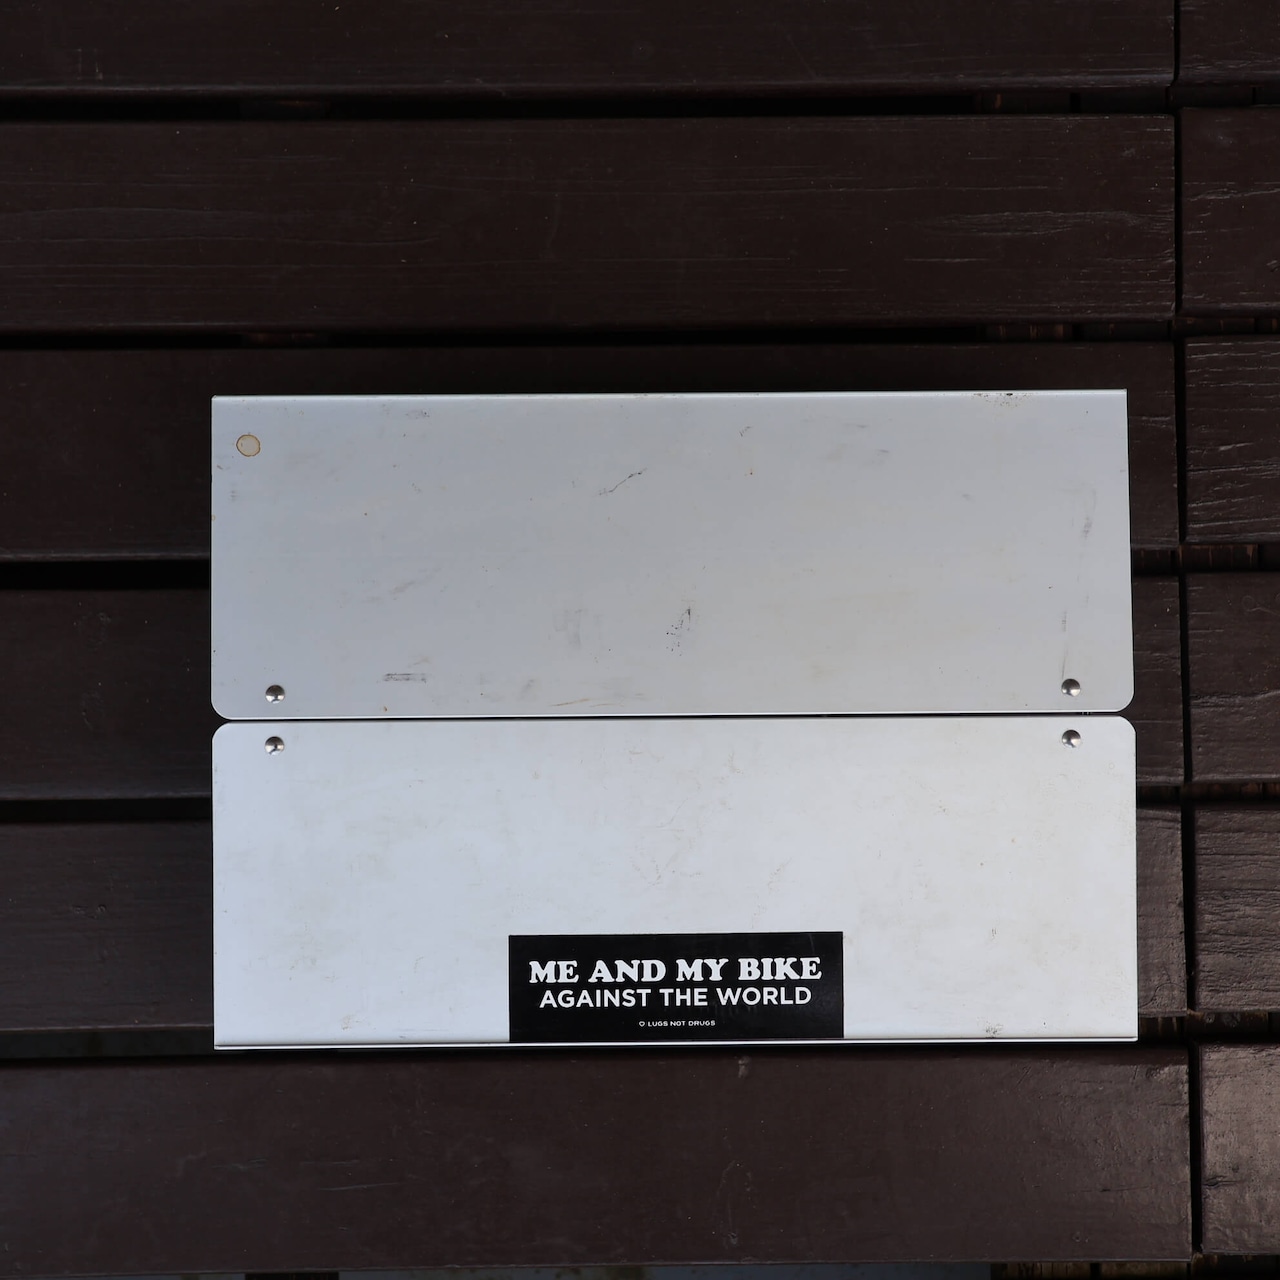 ME AND MY BIKE
AGAINST THE WORLD
LUGS NOT DRUGS